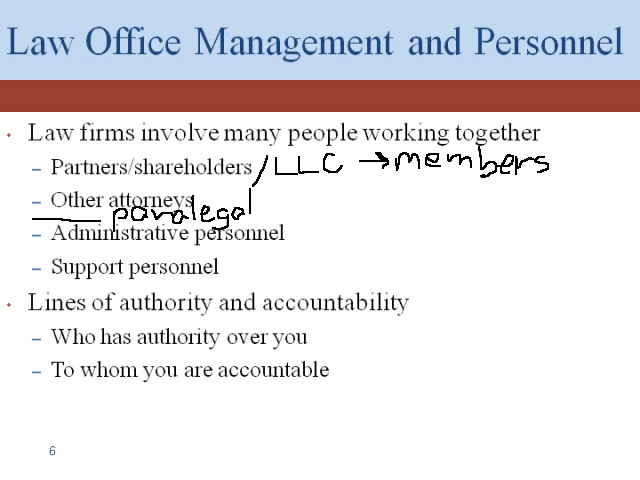 Law Office Management and Personnel
• Law firms involve many people working together
– Partners/shareholders / LLC → members
– Other attorneys
paralegal
– Administrative personnel
– Support personnel
• Lines of authority and accountability
– Who has authority over you
– To whom you are accountable
6